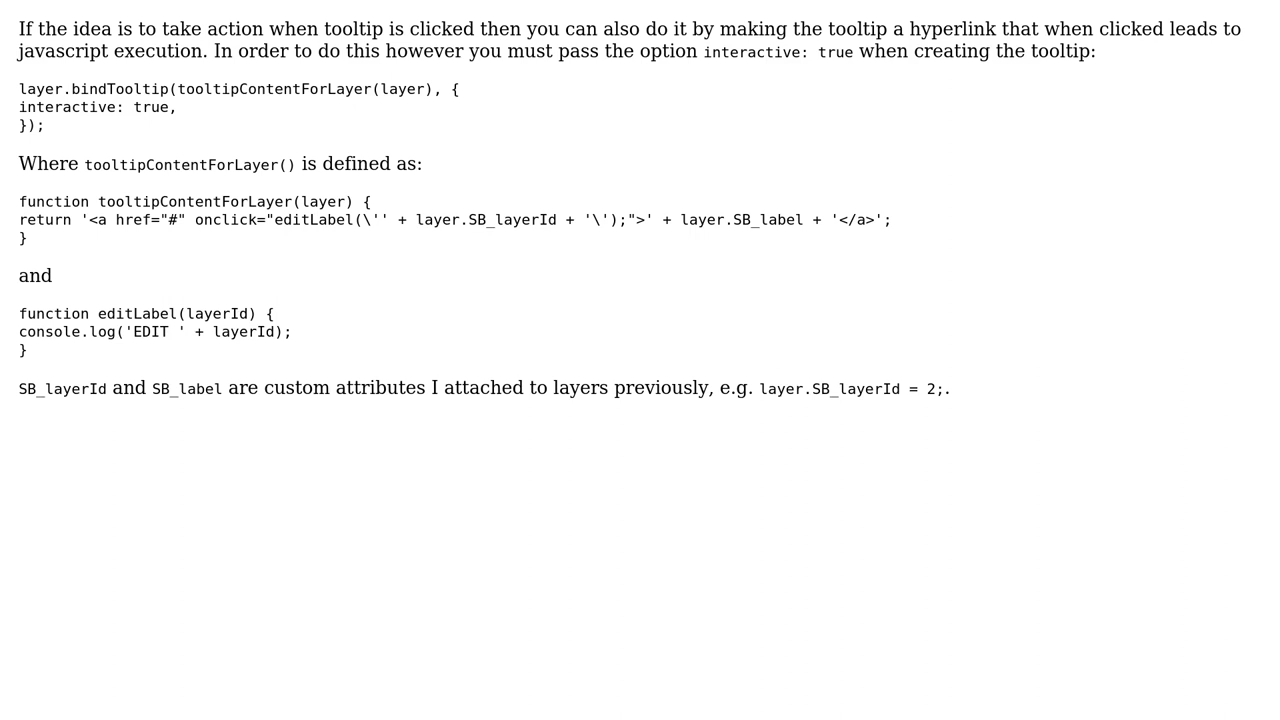 If the idea is to take action when tooltip is clicked then you can also do it by making the tooltip a hyperlink that when clicked leads to
javascript execution. In order to do this however you must pass the option interactive: true when creating the tooltip:
layer.bindTooltip(tooltipContentForLayer(layer), {
interactive: true,
});
Where tooltipContentForLayer() is defined as:
function tooltipContentForLayer(layer) {
return '<a href="#" onclick="editLabel(\'' + layer.SB_layerId + '\');">' + layer.SB_label + '</a>';
}
and
function editLabel(layerId) {
console.log('EDIT ' + layerId);
}
SB_layerId and SB_label are custom attributes I attached to layers previously, e.g. layer.SB_layerId = 2;.